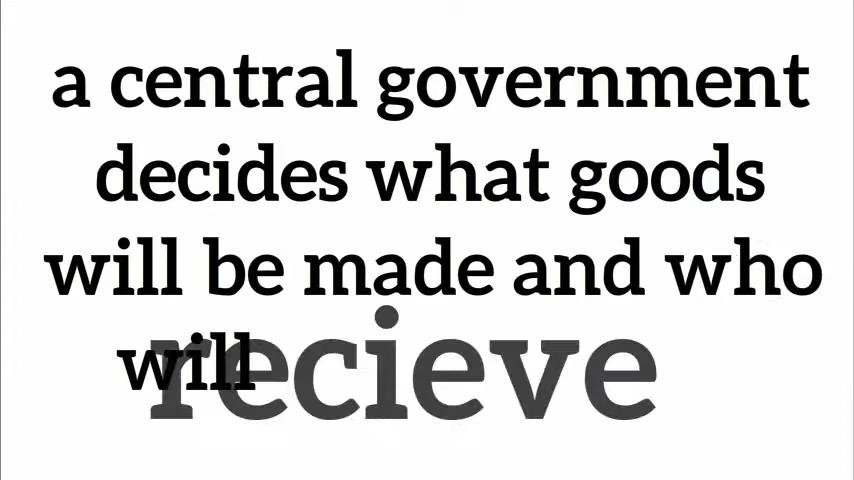 a central government
decides what goods
will be made and who
will recieve